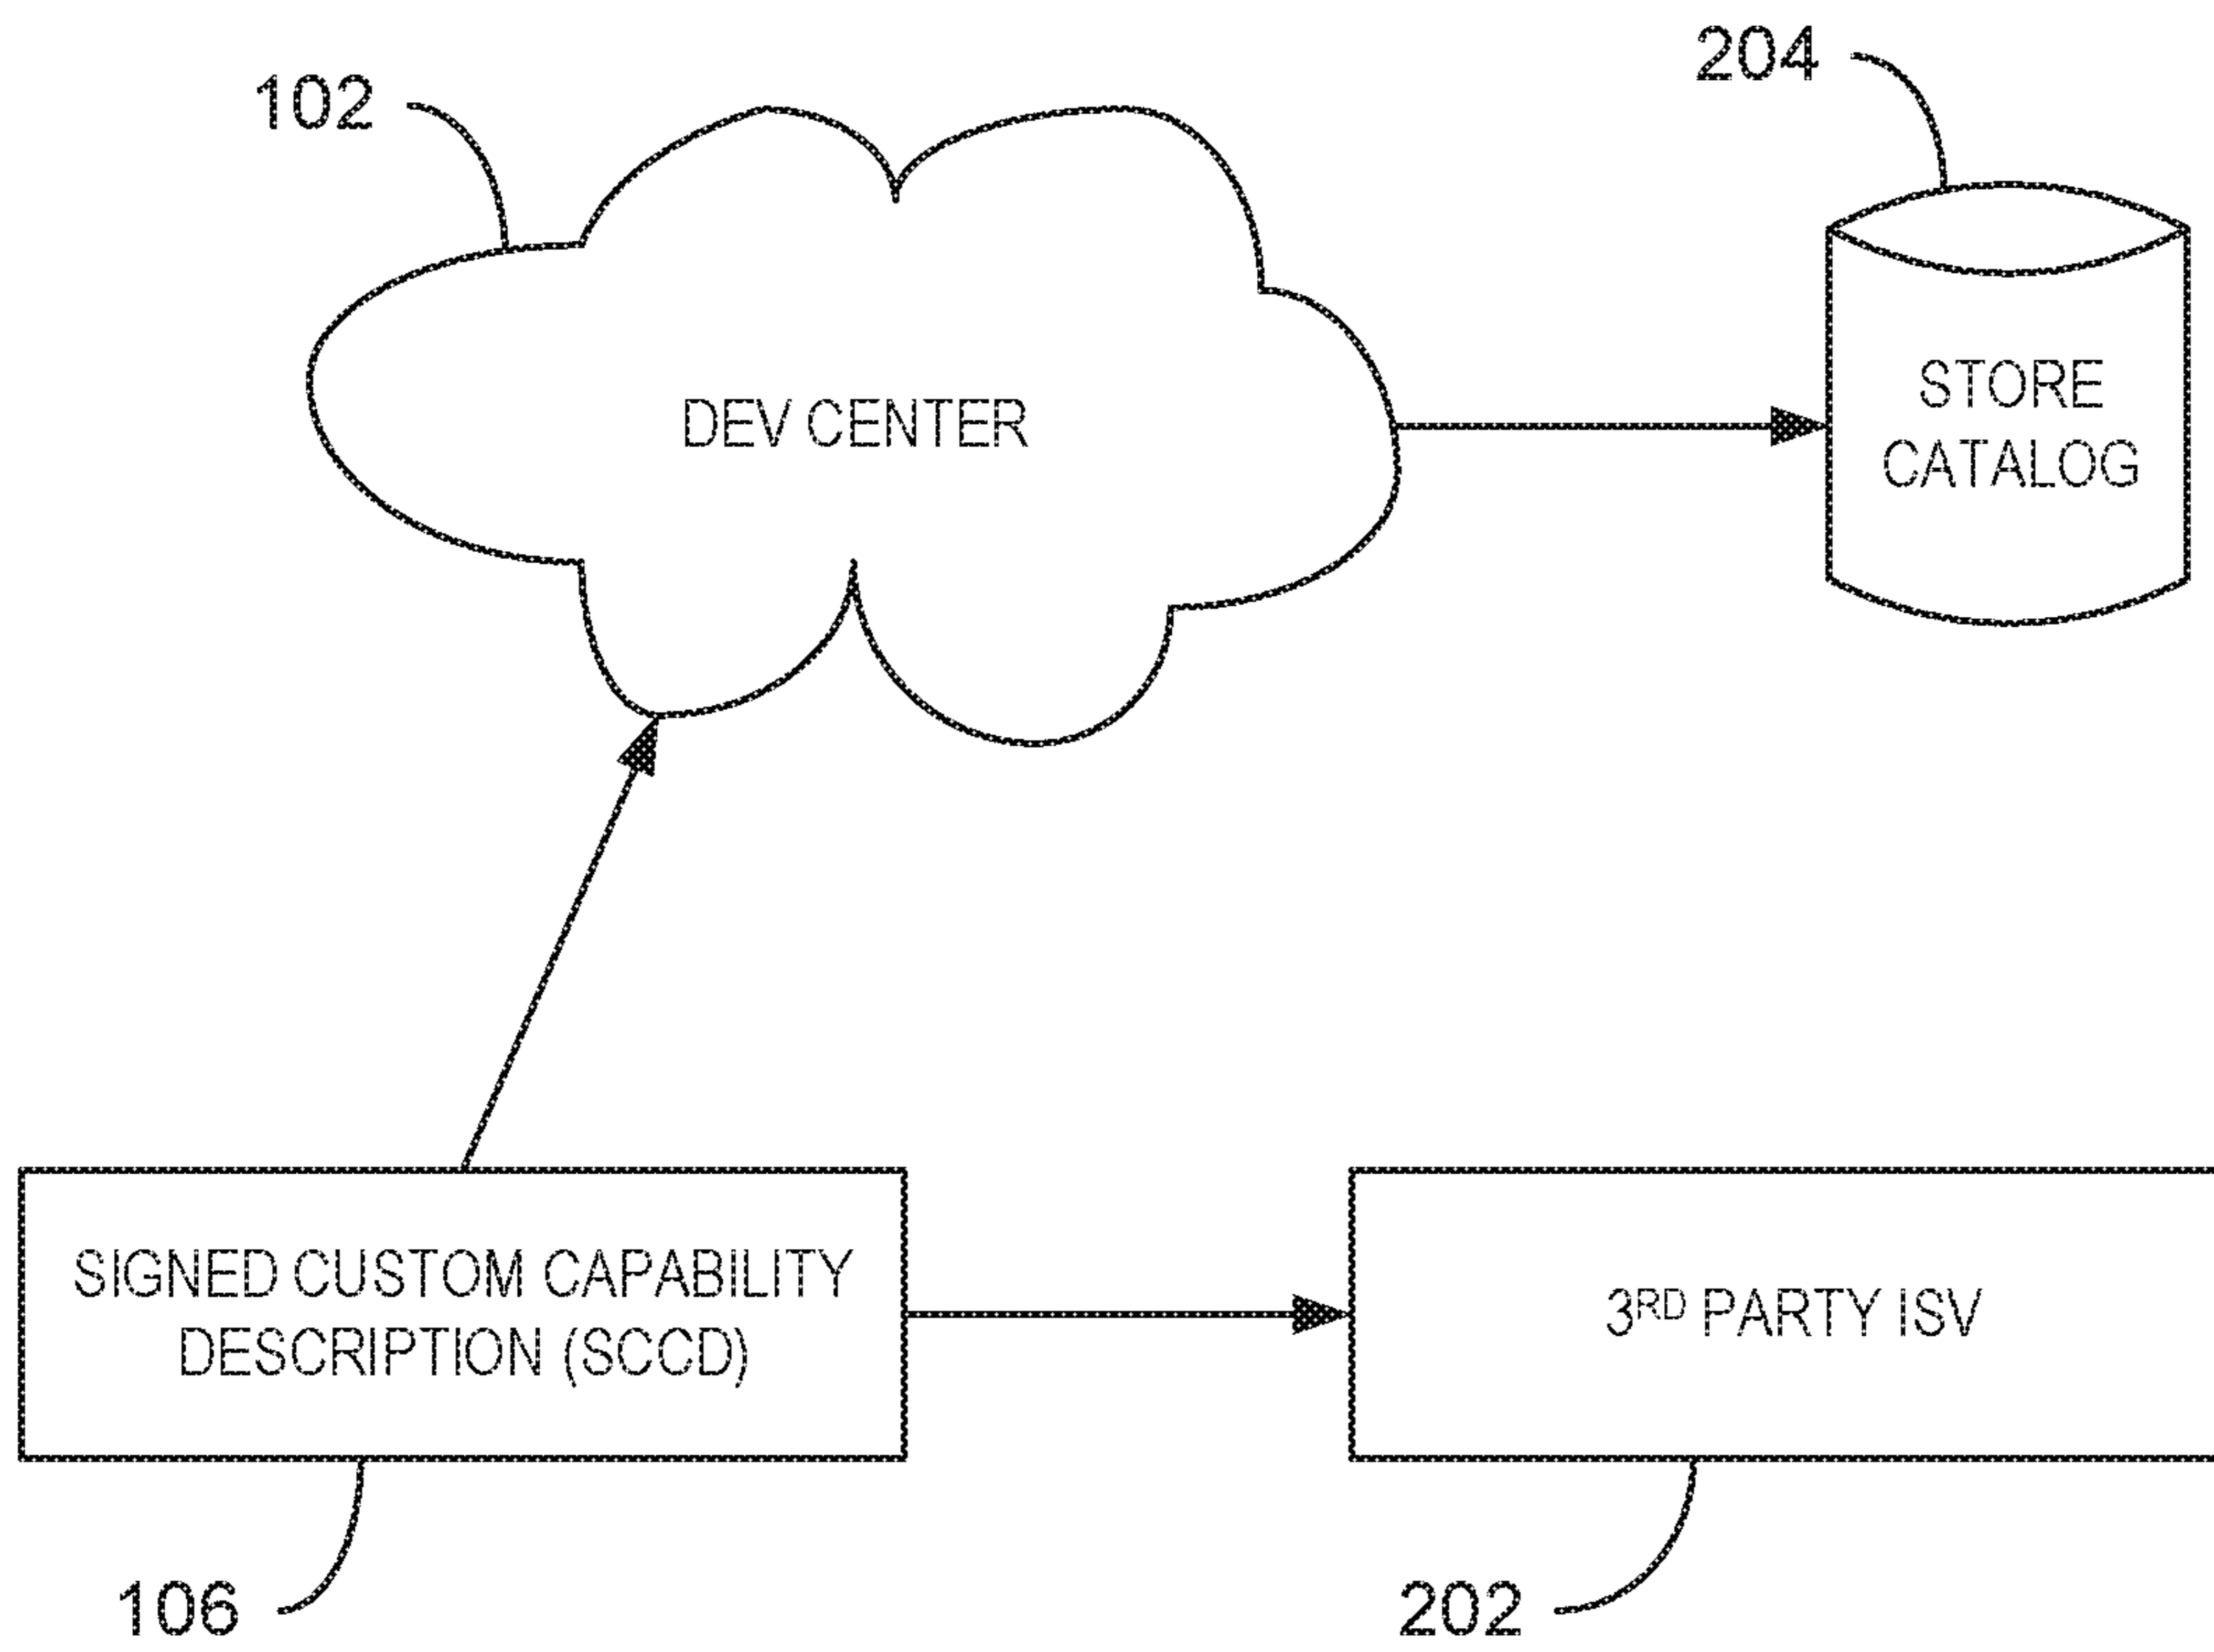 204
102
STORE
CATALOG
DEV CENTER
SIGNED CUSTOM CAPABILITY
DESCRIPTION (SCCD)
3RD PARTY ISV
106
202